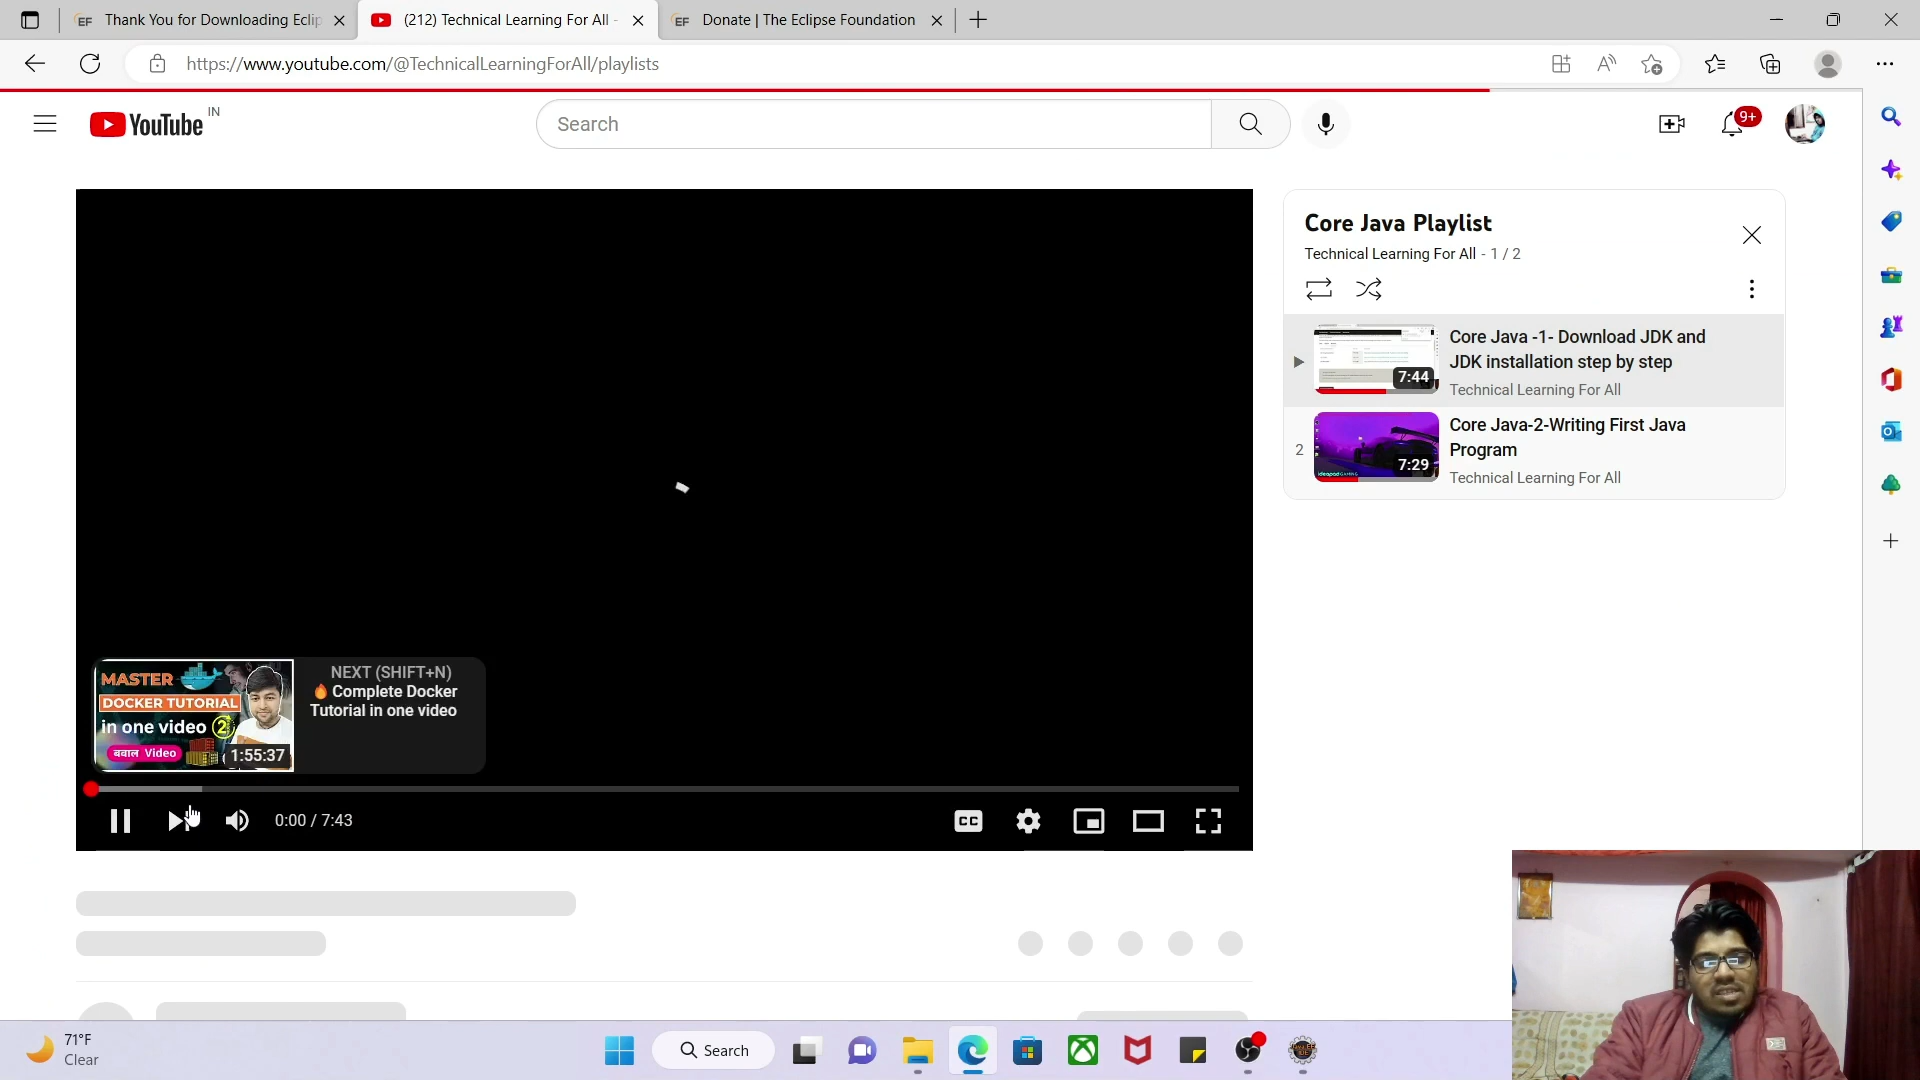 Thank You for Downloading Eclip
(212) Technical Learning For All -
Donate | The Eclipse Foundation
https://www.youtube.com/@TechnicalLearningForAll/playlists
YouTube IN
Search
9+
Core Java Playlist
Technical Learning For All - 1 / 2
Core Java -1- Download JDK and
JDK installation step by step
7:44
Technical Learning For All
2
Core Java-2-Writing First Java
Program
7:29
Technical Learning For All
NEXT (SHIFT+N)
🔥 Complete Docker
Tutorial in one video
MASTER
DOCKER TUTORIAL
in one video 2
बवाल Video
1:55:37
0:00 / 7:43
CC
71°F
Clear
Search